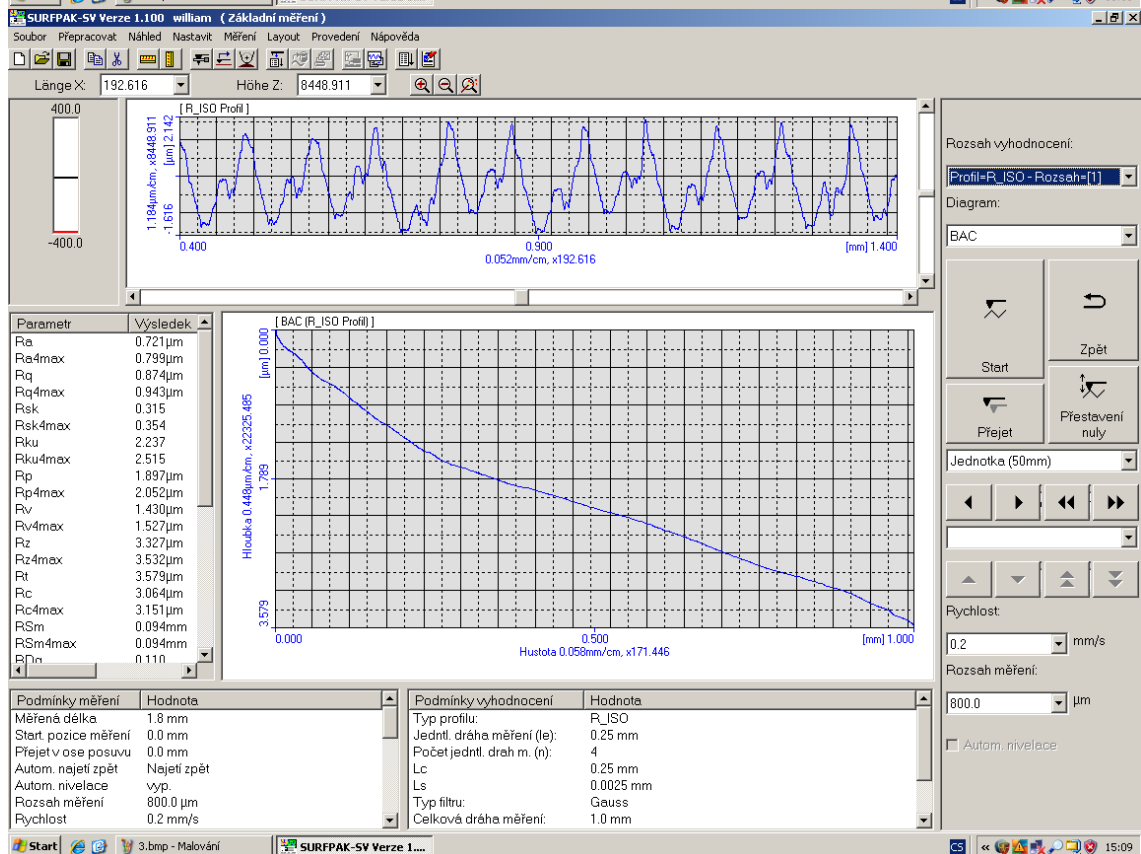 SURFPAK-SV Verze 1.100 william ( Základní měření )
Soubor Přepracovat Náhled Nastavit Měření Layout Provedení Nápověda
Länge X: 192.616 Höhe Z: 8448.911
400.0
-400.0
[ R_ISO Profil ]
1.184µm/cm, x8448.911
-1.616 [µm] 2.142
0.400 0.900 [mm] 1.400
0.052mm/cm, x192.616
Parametr Výsledek
Ra 0.721µm
Ra4max 0.799µm
Rq 0.874µm
Rq4max 0.943µm
Rsk 0.315
Rsk4max 0.354
Rku 2.237
Rku4max 2.515
Rp 1.897µm
Rp4max 2.052µm
Rv 1.430µm
Rv4max 1.527µm
Rz 3.327µm
Rz4max 3.532µm
Rt 3.579µm
Rc 3.064µm
Rc4max 3.151µm
RSm 0.094mm
RSm4max 0.094mm
RDq 0.110
[ BAC (R_ISO Profil) ]
Hloubka 0.448µm/cm, x22325.485
3.579 1.789 [µm] 0.000
0.000 0.500 [mm] 1.000
Hustota 0.058mm/cm, x171.446
Rozsah vyhodnocení:
Profil=R_ISO - Rozsah=[1]
Diagram:
BAC
Start
Zpět
Přejet
Přestavení
nuly
Jednotka (50mm)
Rychlost:
0.2 mm/s
Rozsah měření:
800.0 µm
Autom. nivelace
Podmínky měření Hodnota
Měřená délka 1.8 mm
Start. pozice měření 0.0 mm
Přejet v ose posuvu 0.0 mm
Autom. najetí zpět Najetí zpět
Autom. nivelace vyp.
Rozsah měření 800.0 µm
Rychlost 0.2 mm/s
Podmínky vyhodnocení Hodnota
Typ profilu: R_ISO
Jedntl. dráha měření (le): 0.25 mm
Počet jedntl. drah m. (n): 4
Lc 0.25 mm
Ls 0.0025 mm
Typ filtru: Gauss
Celková dráha měření: 1.0 mm
Start 3.bmp - Malování SURFPAK-SV Verze 1.... CS 15:09